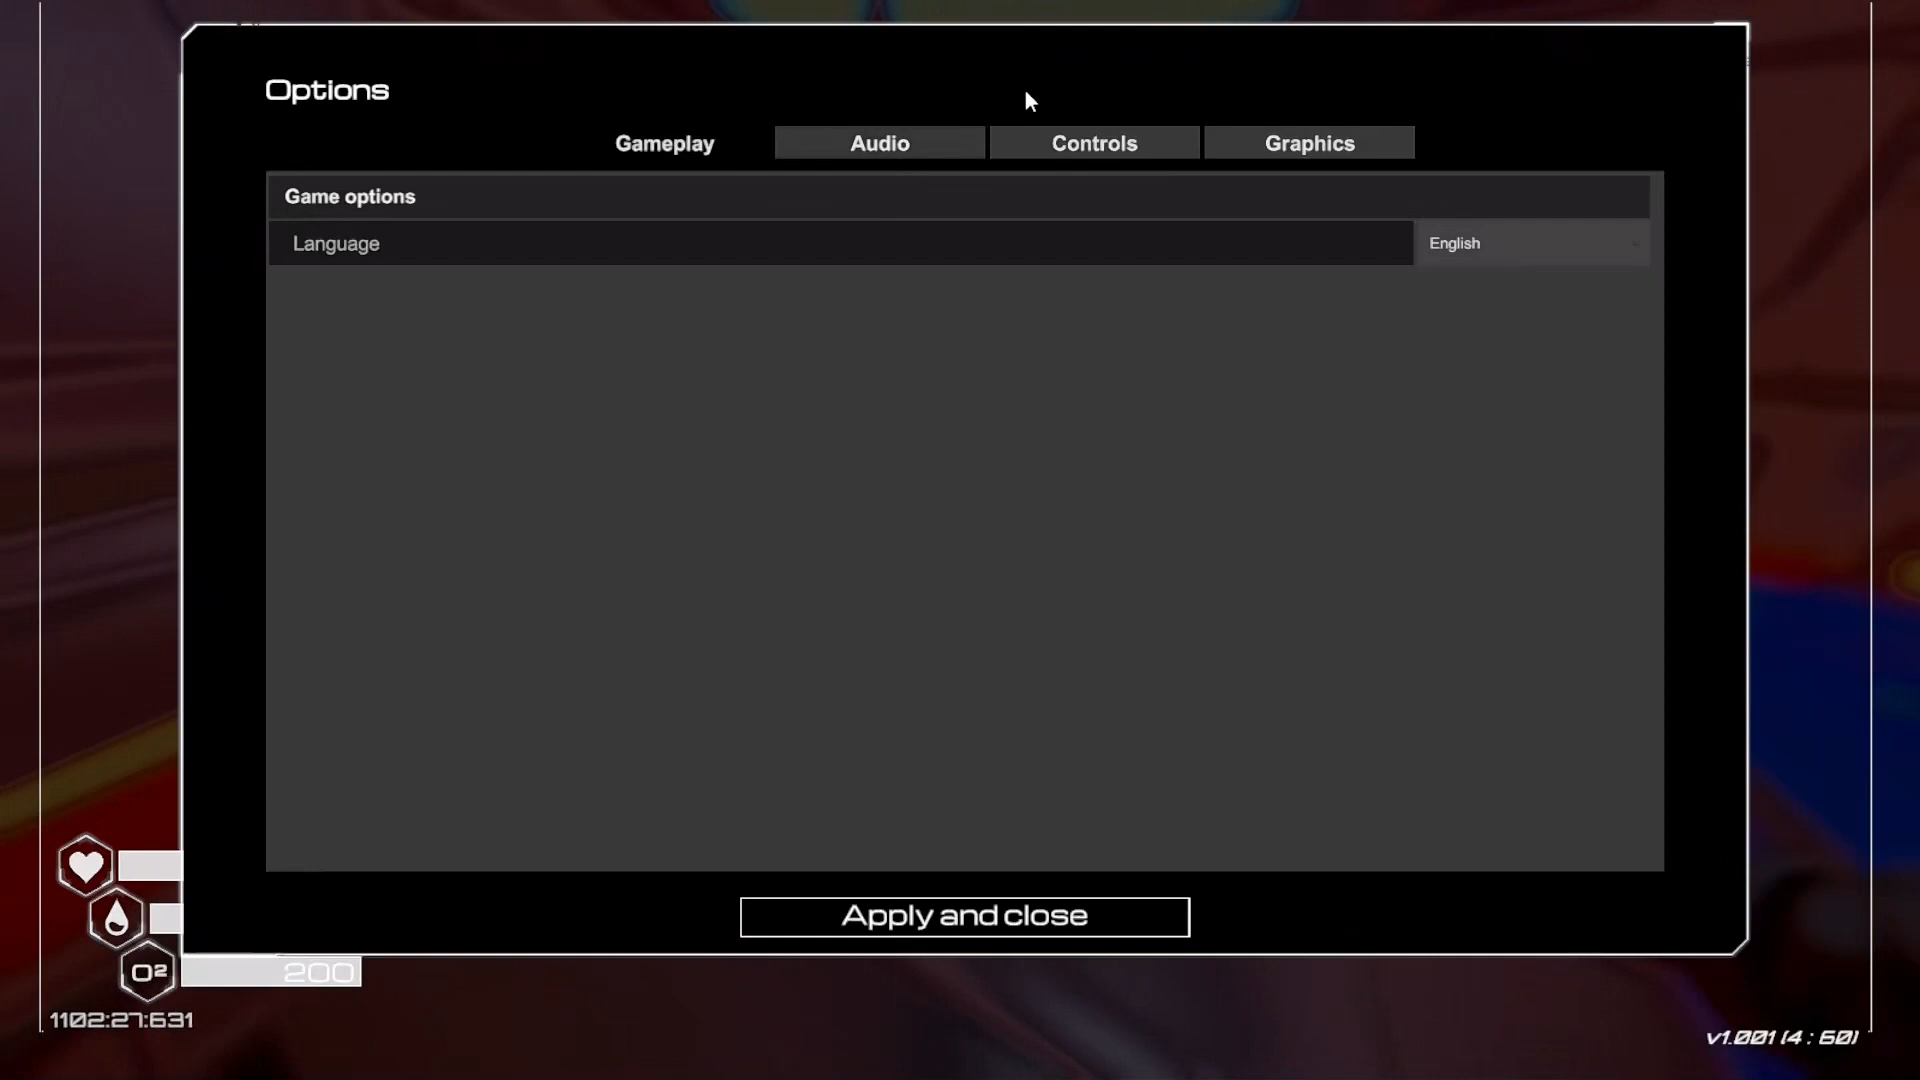 Options
Gameplay
Audio
Controls
Graphics
Game options
Language
English
Apply and close
O²
200
1102:27:631
v1.001 (4 : 60)